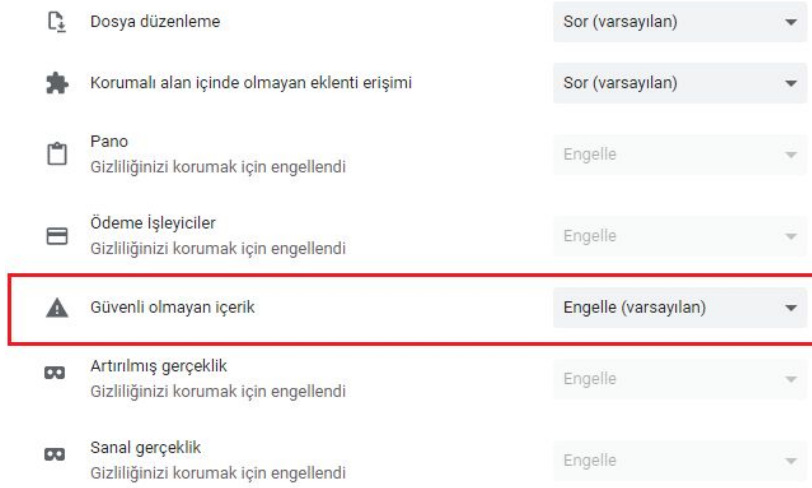 Dosya düzenleme Sor (varsayılan)
Korumalı alan içinde olmayan eklenti erişimi Sor (varsayılan)
Pano
Gizliliğinizi korumak için engellendi Engelle
Ödeme İşleyiciler
Gizliliğinizi korumak için engellendi Engelle
Güvenli olmayan içerik Engelle (varsayılan)
Artırılmış gerçeklik
Gizliliğinizi korumak için engellendi Engelle
Sanal gerçeklik
Gizliliğinizi korumak için engellendi Engelle